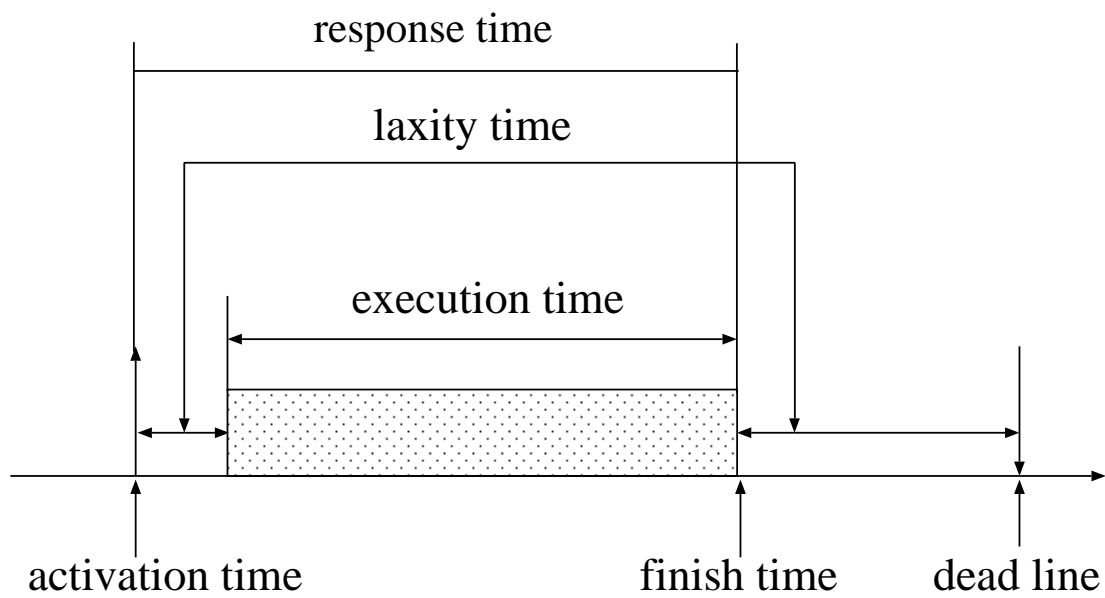 response time
laxity time
execution time
activation time
finish time
dead line